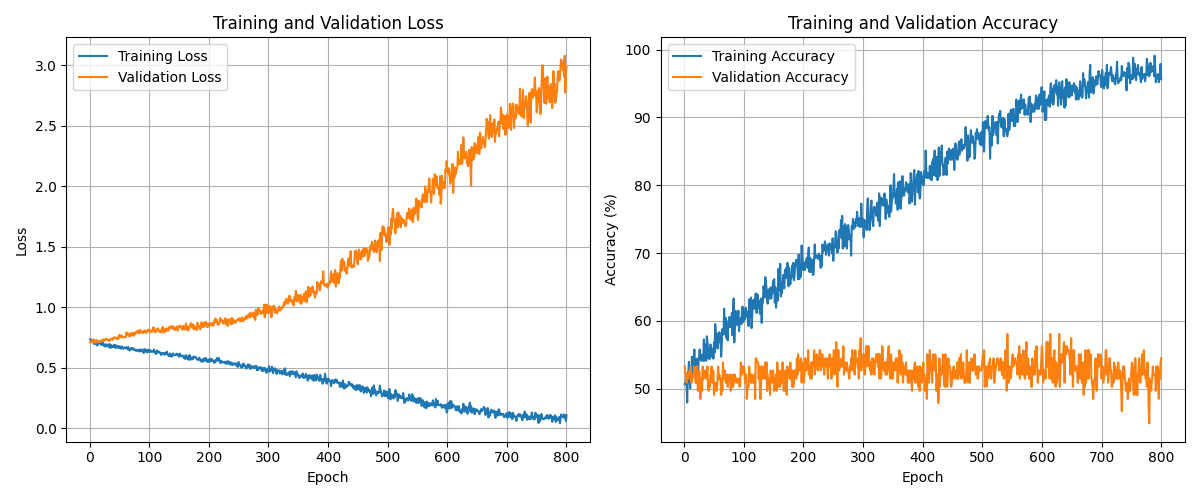 Training and Validation Loss
Training Loss
Validation Loss
3.0
2.5
2.0
1.5
1.0
0.5
0.0
Loss
0 100 200 300 400 500 600 700 800
Epoch
Training and Validation Accuracy
Training Accuracy
Validation Accuracy
100
90
80
70
60
50
Accuracy (%)
0 100 200 300 400 500 600 700 800
Epoch